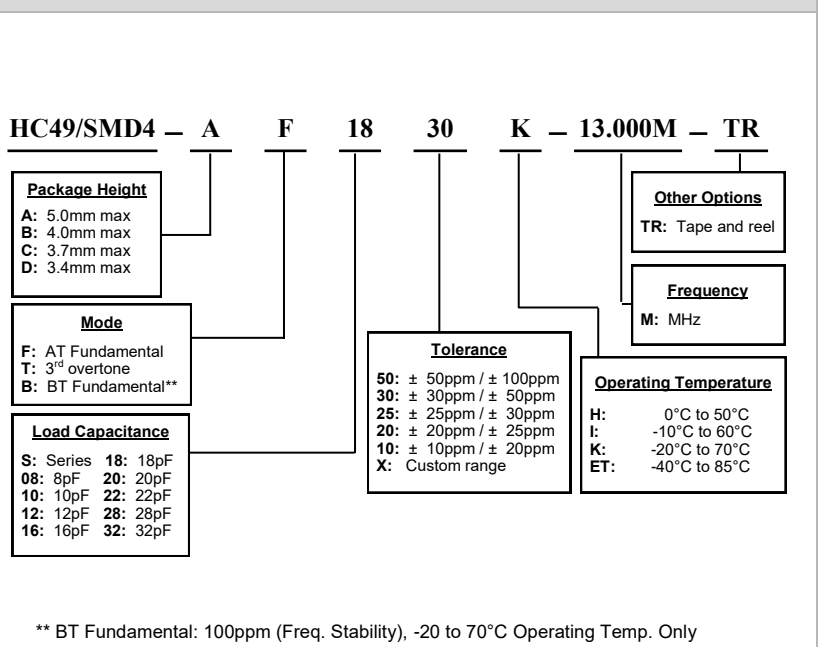 HC49/SMD4 – A F 18 30 K – 13.000M – TR
Package Height
A: 5.0mm max
B: 4.0mm max
C: 3.7mm max
D: 3.4mm max
Mode
F: AT Fundamental
T: 3rd overtone
B: BT Fundamental**
Load Capacitance
S: Series 18: 18pF
08: 8pF 20: 20pF
10: 10pF 22: 22pF
12: 12pF 28: 28pF
16: 16pF 32: 32pF
Tolerance
50: ± 50ppm / ± 100ppm
30: ± 30ppm / ± 50ppm
25: ± 25ppm / ± 30ppm
20: ± 20ppm / ± 25ppm
10: ± 10ppm / ± 20ppm
X: Custom range
Other Options
TR: Tape and reel
Frequency
M: MHz
Operating Temperature
H: 0°C to 50°C
I: -10°C to 60°C
K: -20°C to 70°C
ET: -40°C to 85°C
** BT Fundamental: 100ppm (Freq. Stability), -20 to 70°C Operating Temp. Only